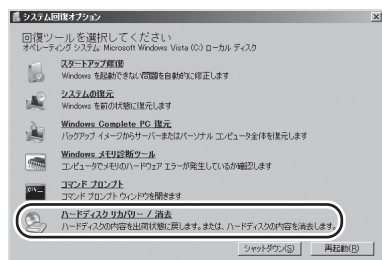 システム回復オプション
回復ツールを選択してください
オペレーティング システム: Microsoft Windows Vista (C:) ローカル ディスク
スタートアップ修復
Windows を起動できない問題を自動的に修正します
システムの復元
Windows を前の状態に復元します
Windows Complete PC 復元
バックアップ イメージからサーバーまたはパーソナル コンピュータ全体を復元します
Windows メモリ診断ツール
コンピュータでメモリのハードウェア エラーが発生しているか確認します
コマンド プロンプト
コマンド プロンプト ウィンドウを開きます
ハードディスク リカバリー / 消去
ハードディスクの内容を出荷状態に戻します。または、ハードディスクの内容を消去します。
シャットダウン(S) 再起動(R)